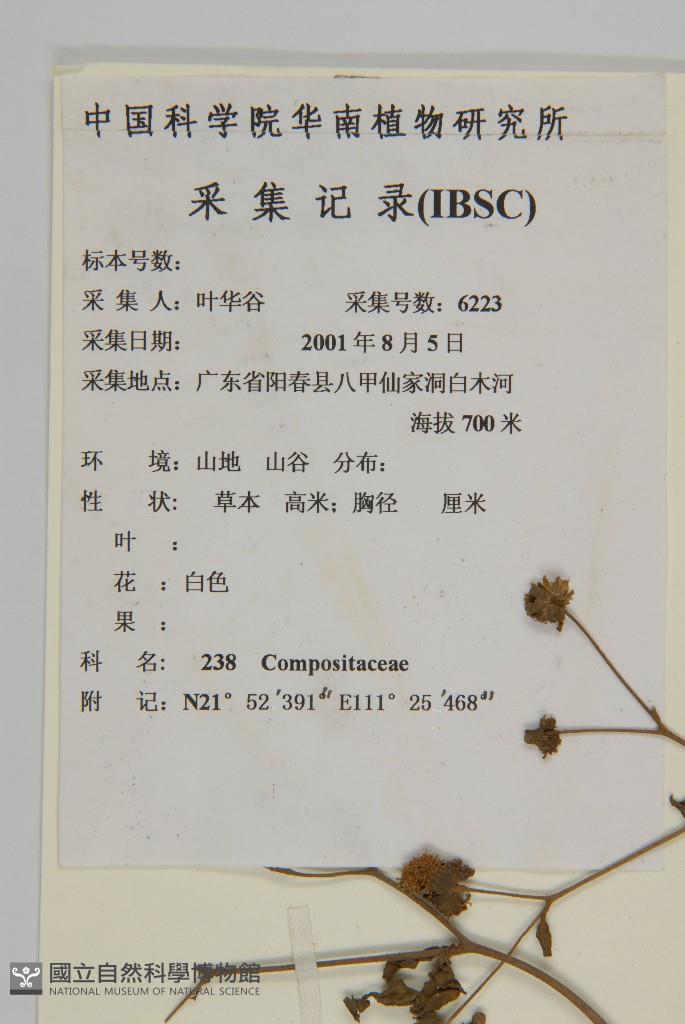 中国科学院华南植物研究所
采集记录(IBSC)
标本号数：
采集人：叶华谷 采集号数：6223
采集日期： 2001年8月5日
采集地点：广东省阳春县八甲仙家洞白木河
海拔700米
环 境：山地 山谷 分布：
性 状： 草本 高米；胸径 厘米
叶 ：
花 ：白色
果 ：
科 名： 238 Compositaceae
附 记：N21° 52 ′391″ E111° 25 ′468″
國立自然科學博物館
NATIONAL MUSEUM OF NATURAL SCIENCE